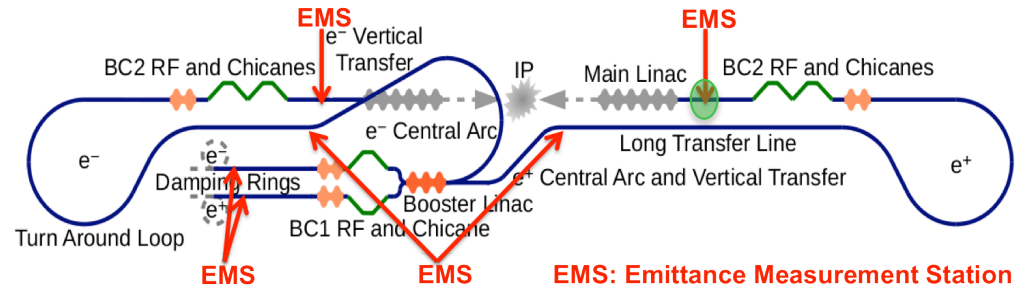 EMS
EMS
e⁻ Vertical
Transfer
BC2 RF and Chicanes
IP
Main Linac
BC2 RF and Chicanes
e⁻ Central Arc
Long Transfer Line
e⁻
e⁻
e⁺
Damping Rings
e⁺ Central Arc and Vertical Transfer
e⁺
Booster Linac
BC1 RF and Chicane
Turn Around Loop
EMS
EMS
EMS: Emittance Measurement Station